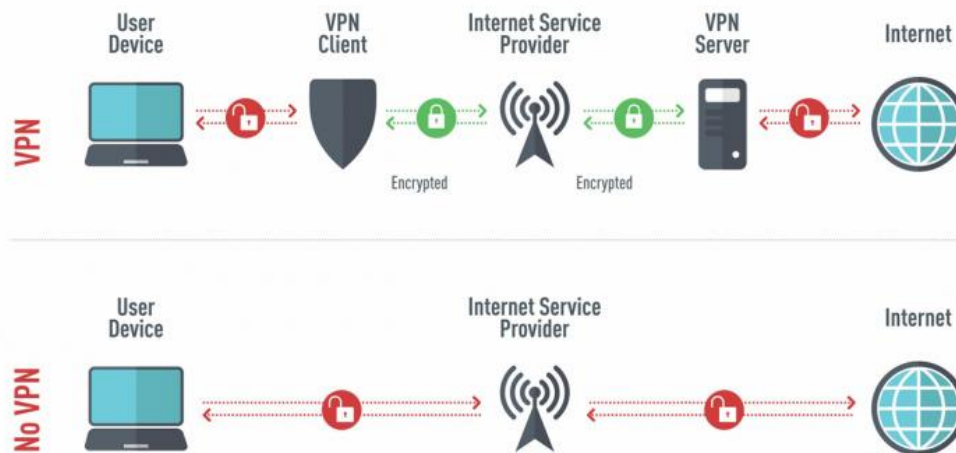 User
Device
VPN
Client
Internet Service
Provider
VPN
Server
Internet
VPN
Encrypted
Encrypted
User
Device
Internet Service
Provider
Internet
No VPN